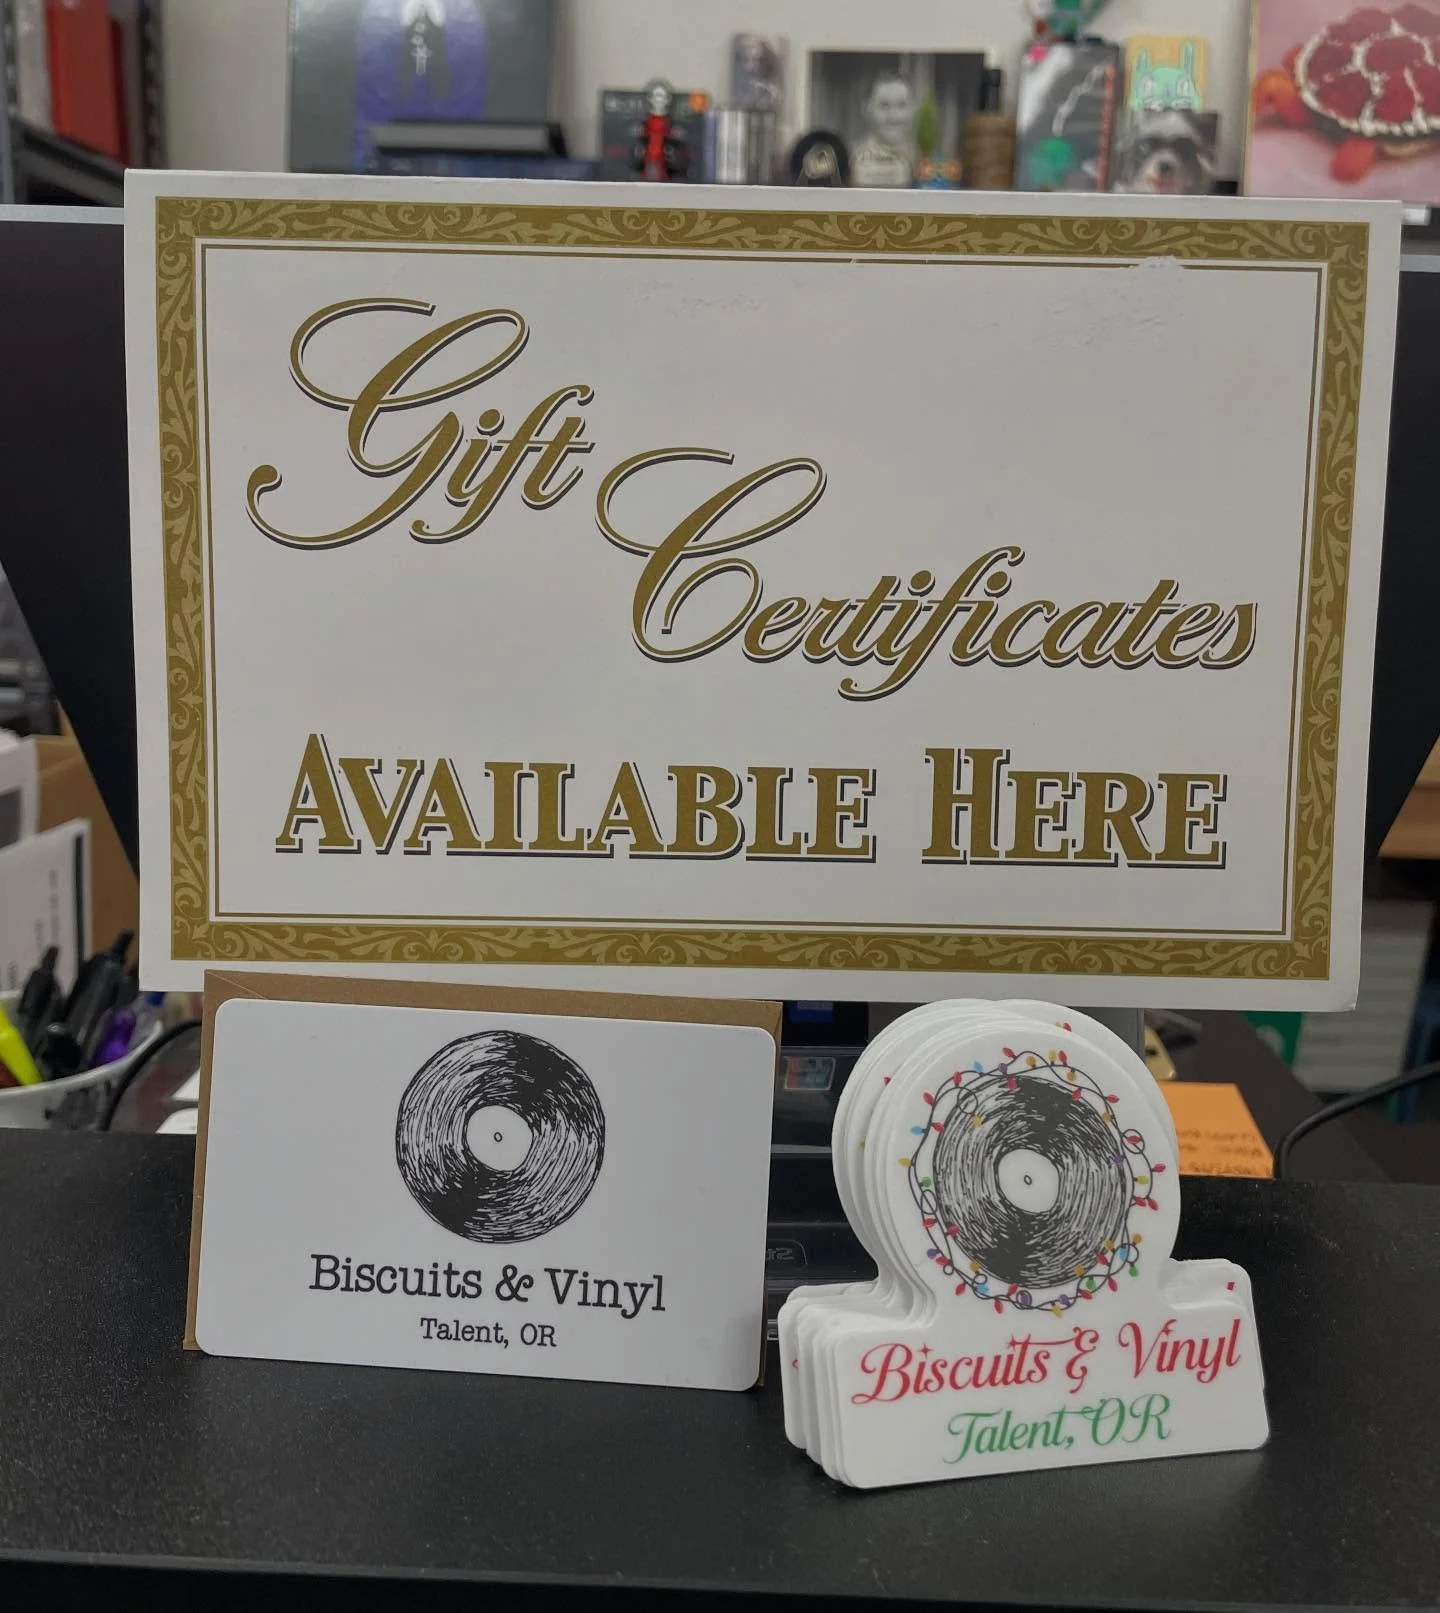 Gift
Certificates
AVAILABLE HERE
Biscuits & Vinyl
Talent, OR
Biscuits & Vinyl
Talent, OR